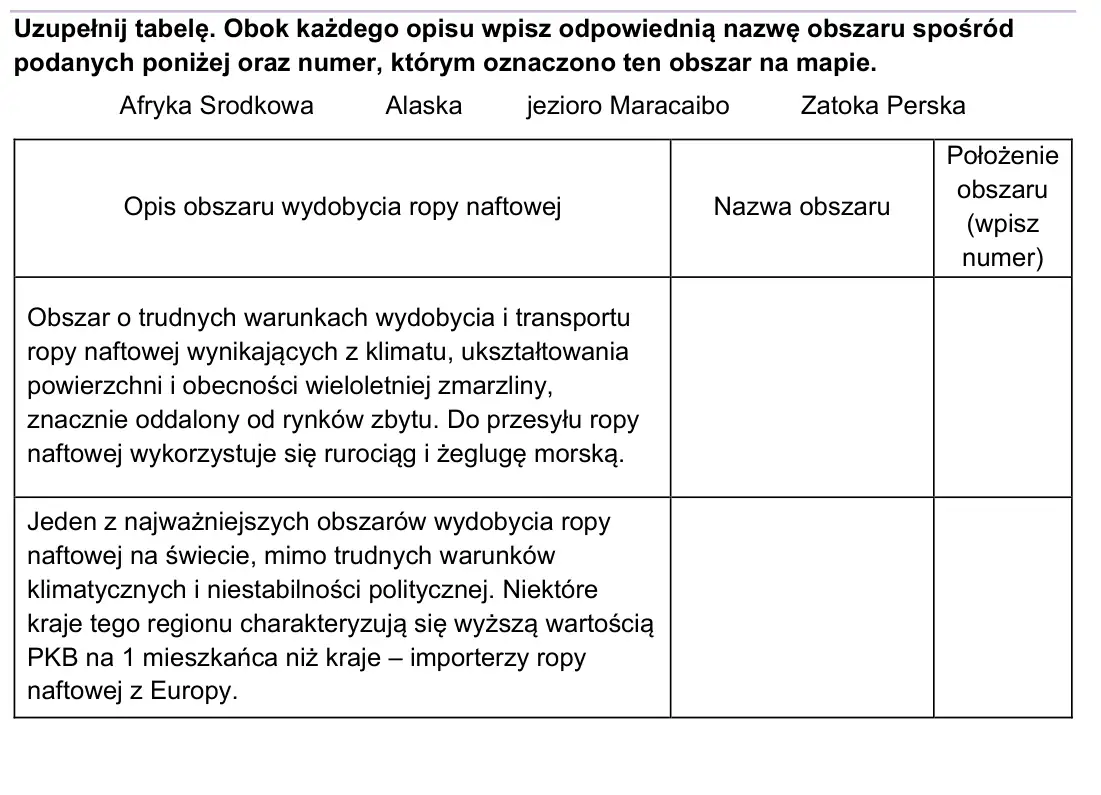 Uzupełnij tabelę. Obok każdego opisu wpisz odpowiednią nazwę obszaru spośród
podanych poniżej oraz numer, którym oznaczono ten obszar na mapie.
Afryka Srodkowa Alaska jezioro Maracaibo Zatoka Perska
Opis obszaru wydobycia ropy naftowej
Nazwa obszaru
Położenie
obszaru
(wpisz
numer)
Obszar o trudnych warunkach wydobycia i transportu
ropy naftowej wynikających z klimatu, ukształtowania
powierzchni i obecności wieloletniej zmarzliny,
znacznie oddalony od rynków zbytu. Do przesyłu ropy
naftowej wykorzystuje się rurociąg i żeglugę morską.
Jeden z najważniejszych obszarów wydobycia ropy
naftowej na świecie, mimo trudnych warunków
klimatycznych i niestabilności politycznej. Niektóre
kraje tego regionu charakteryzują się wyższą wartością
PKB na 1 mieszkańca niż kraje – importerzy ropy
naftowej z Europy.